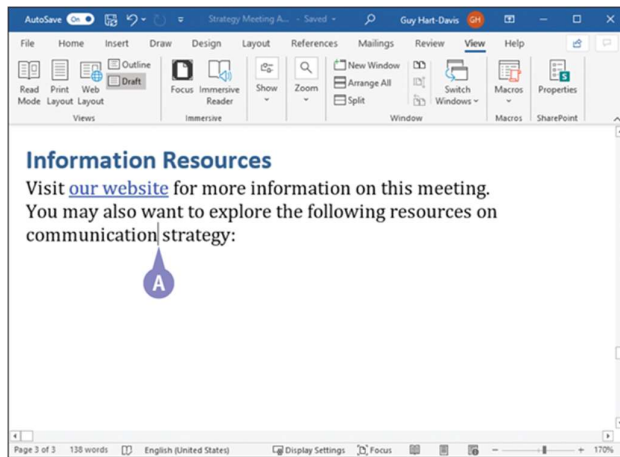 AutoSave On Strategy Meeting A... - Saved Guy Hart-Davis GH
File Home Insert Draw Design Layout References Mailings Review View Help
Read Mode Print Layout Web Layout Outline Draft Focus Immersive Reader Show Zoom New Window Arrange All Split Switch Windows Macros Properties
Views Immersive Window Macros SharePoint
Information Resources
Visit our website for more information on this meeting.
You may also want to explore the following resources on
communication strategy:
A
Page 3 of 3 138 words English (United States) Display Settings Focus 170%